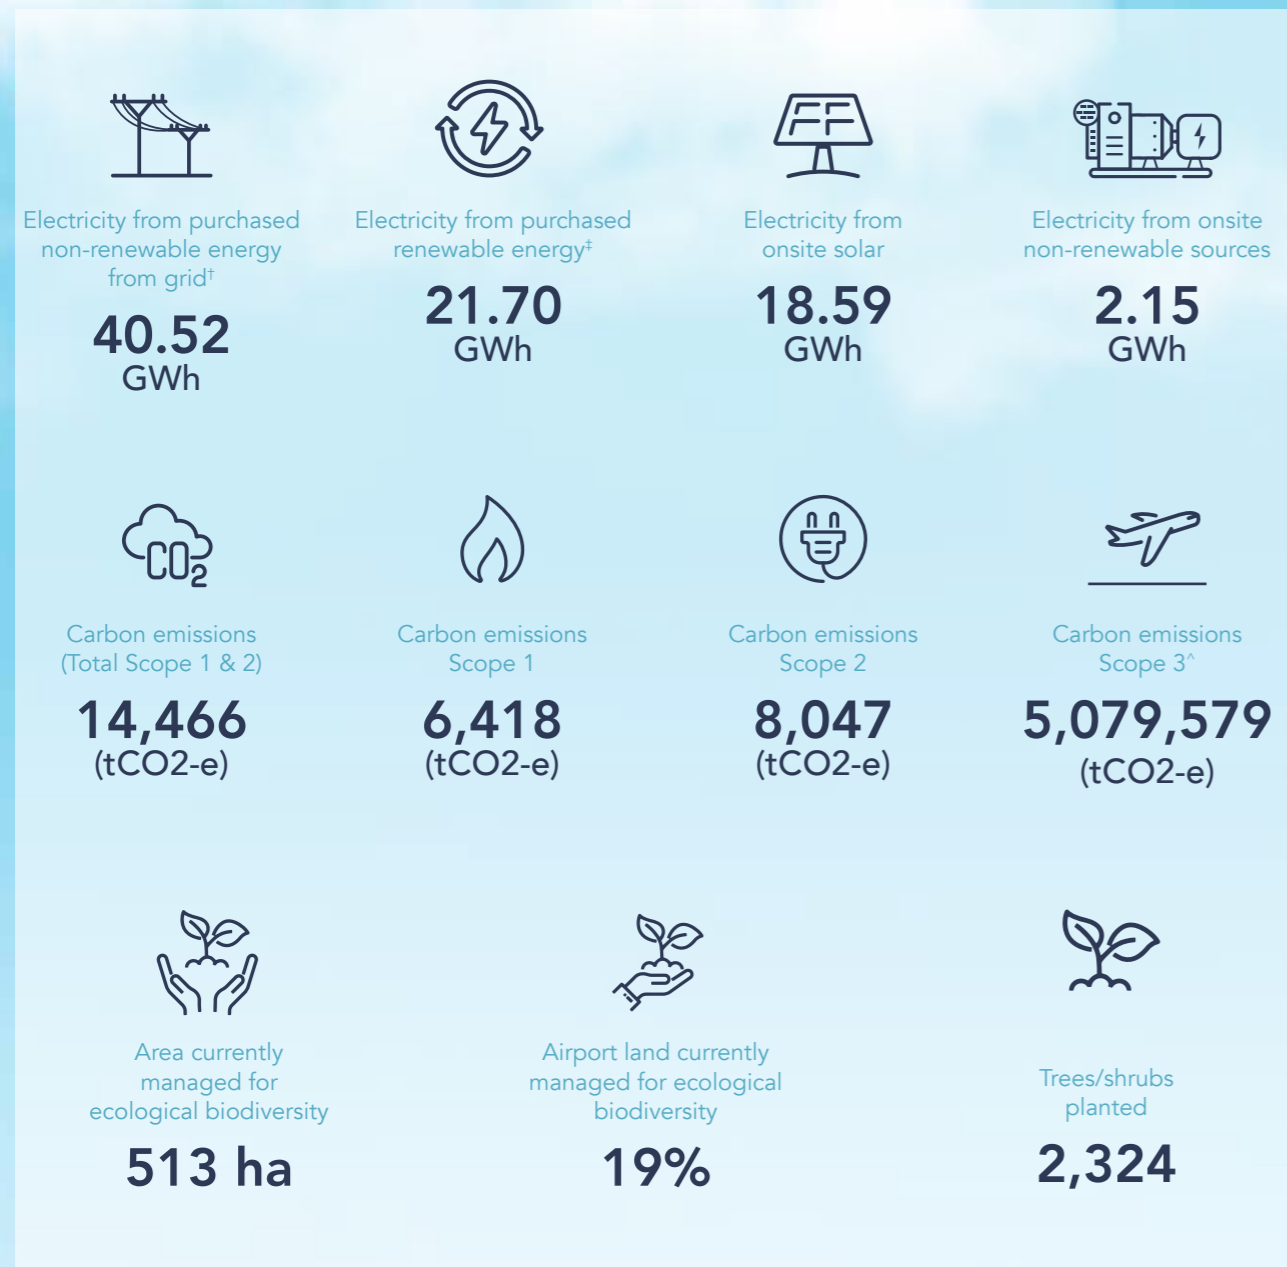 Electricity from purchased
non-renewable energy
from grid†
40.52
GWh
Electricity from purchased
renewable energy‡
21.70
GWh
Electricity from
onsite solar
18.59
GWh
Electricity from onsite
non-renewable sources
2.15
GWh
CO2
Carbon emissions
(Total Scope 1 & 2)
14,466
(tCO2-e)
Carbon emissions
Scope 1
6,418
(tCO2-e)
Carbon emissions
Scope 2
8,047
(tCO2-e)
Carbon emissions
Scope 3^
5,079,579
(tCO2-e)
Area currently
managed for
ecological biodiversity
513 ha
Airport land currently
managed for ecological
biodiversity
19%
Trees/shrubs
planted
2,324